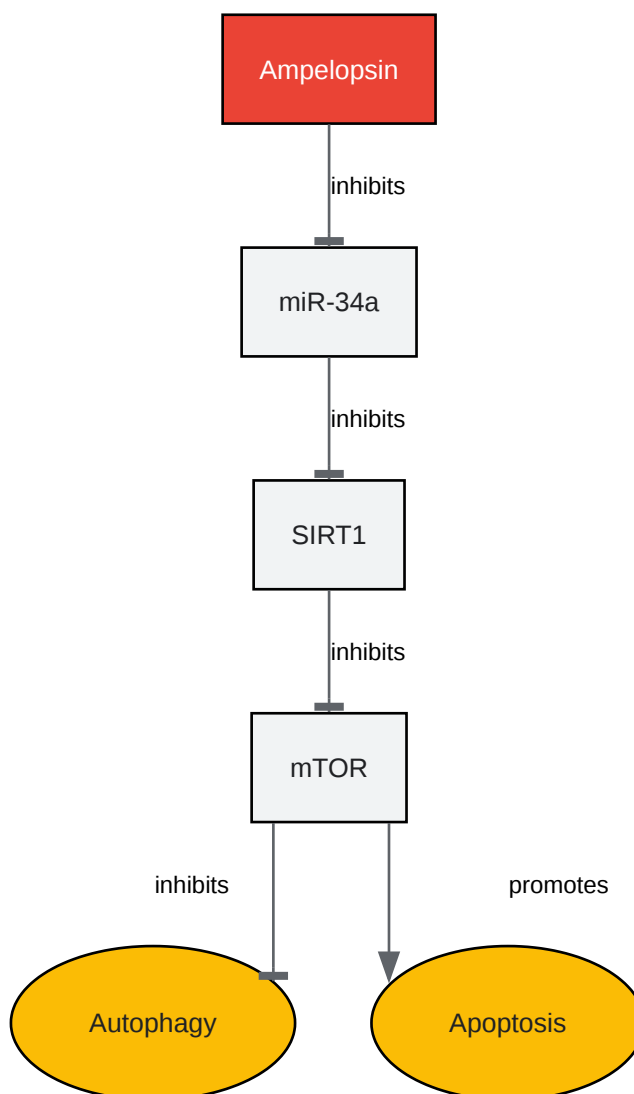 Ampelopsin
inhibits
miR-34a
inhibits
SIRT1
inhibits
mTOR
inhibits
promotes
Autophagy
Apoptosis